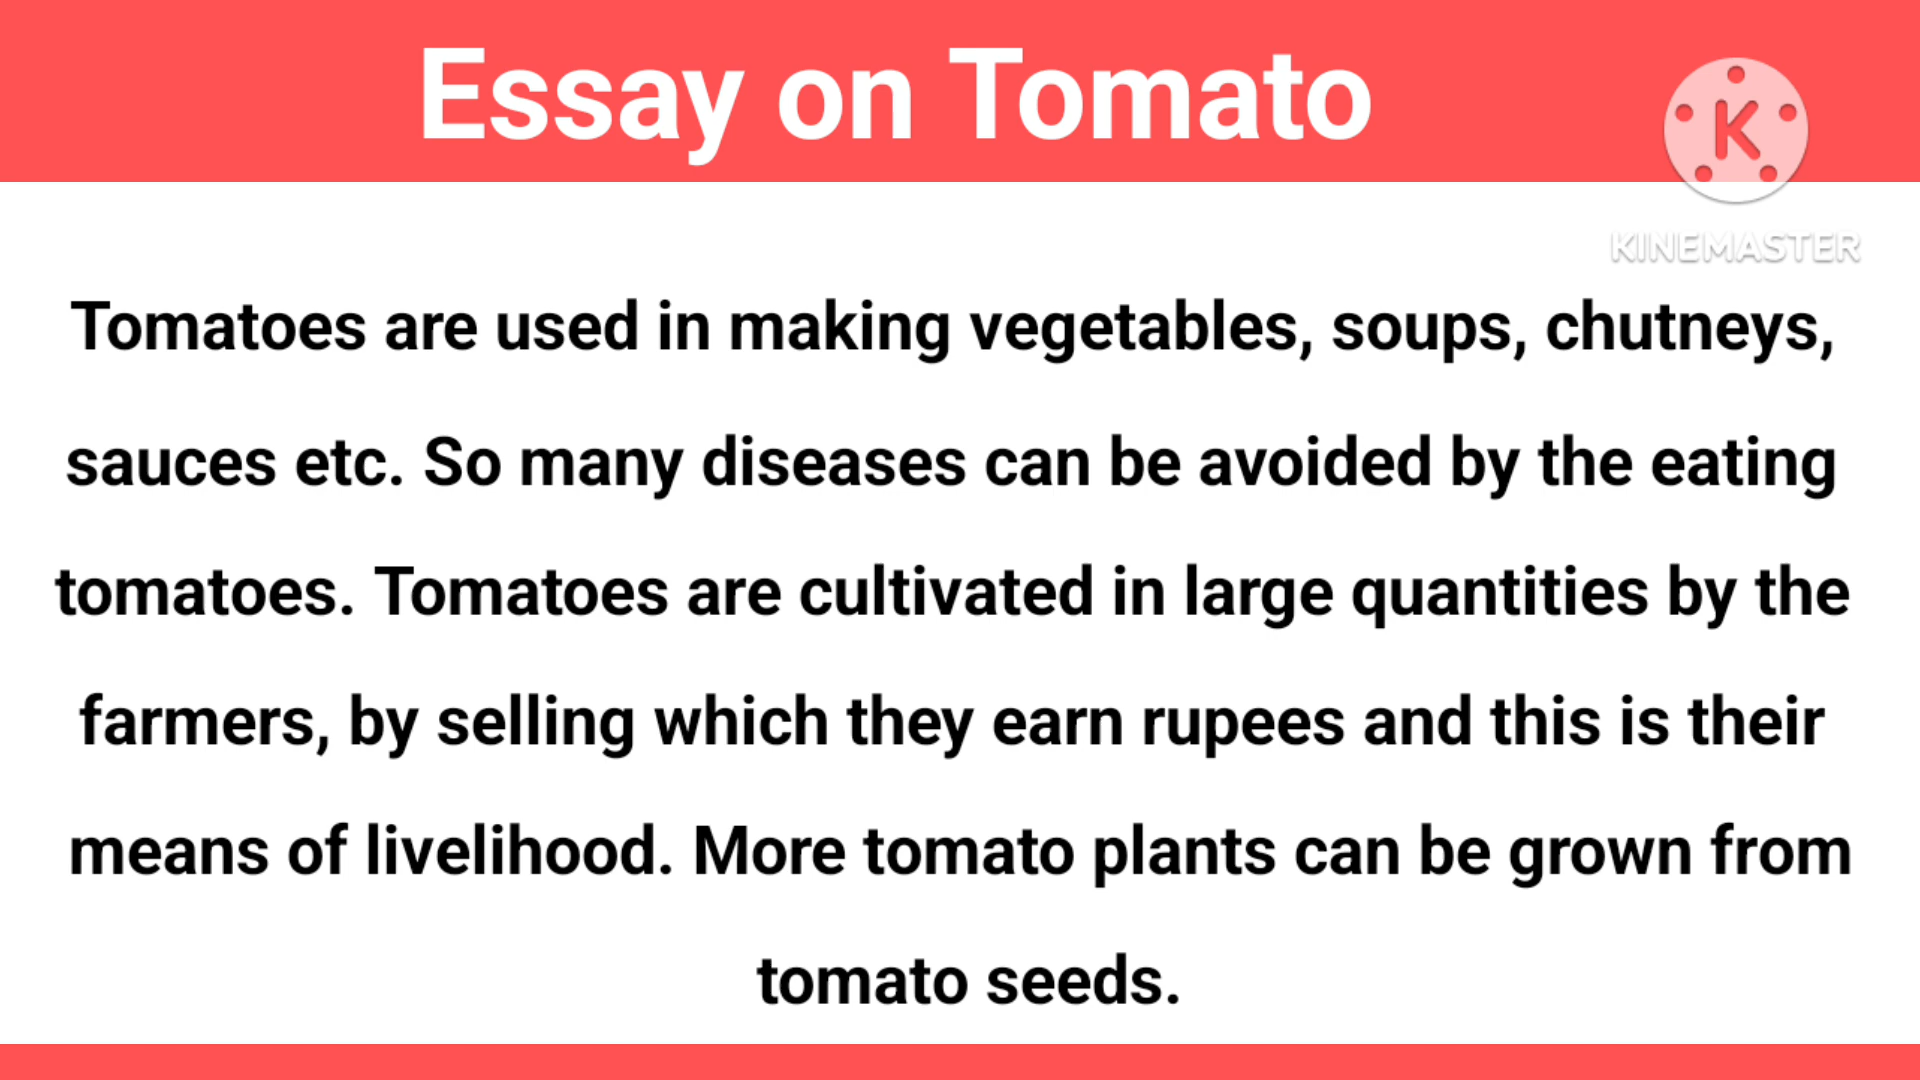 Essay on Tomato
K
KINEMASTER
Tomatoes are used in making vegetables, soups, chutneys,
sauces etc. So many diseases can be avoided by the eating
tomatoes. Tomatoes are cultivated in large quantities by the
farmers, by selling which they earn rupees and this is their
means of livelihood. More tomato plants can be grown from
tomato seeds.